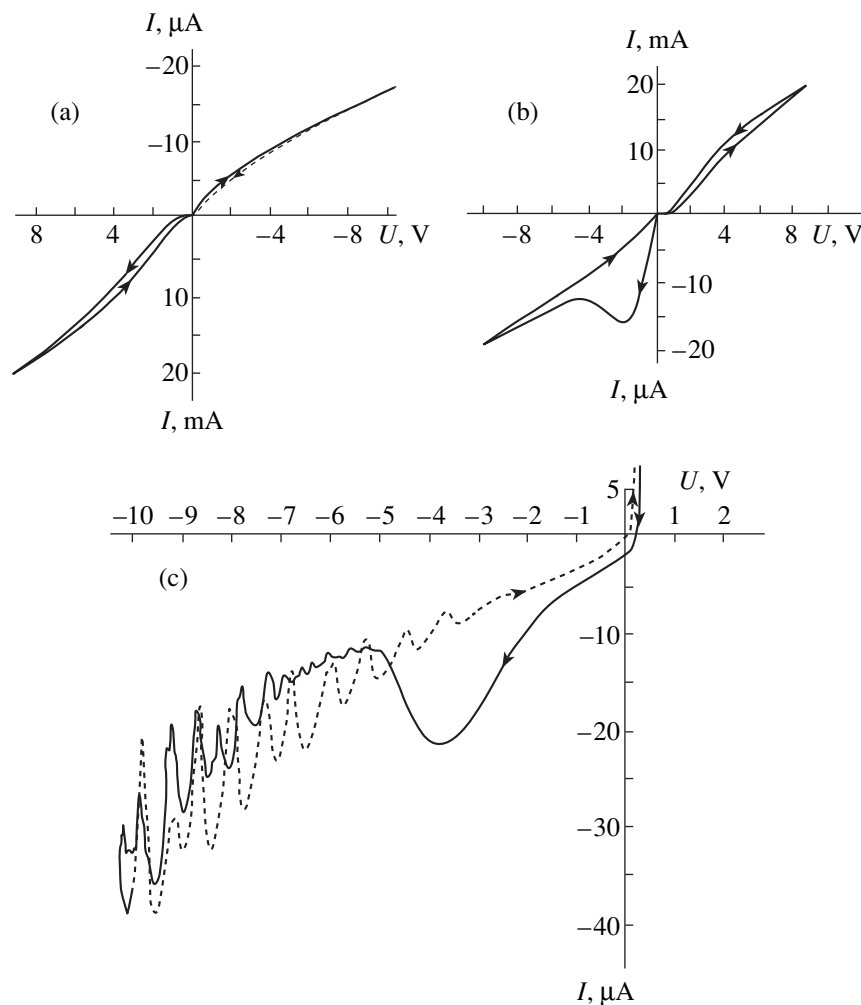 I, μA
−20
(a)
−10
8 4 −4 −8 U, V
10
20
I, mA
I, mA
20
(b)
10
−8 −4 4 8 U, V
−10
−20
I, μA
5 U, V
−10 −9 −8 −7 −6 −5 −4 −3 −2 −1 1 2
(c)
−10
−20
−30
−40
I, μA